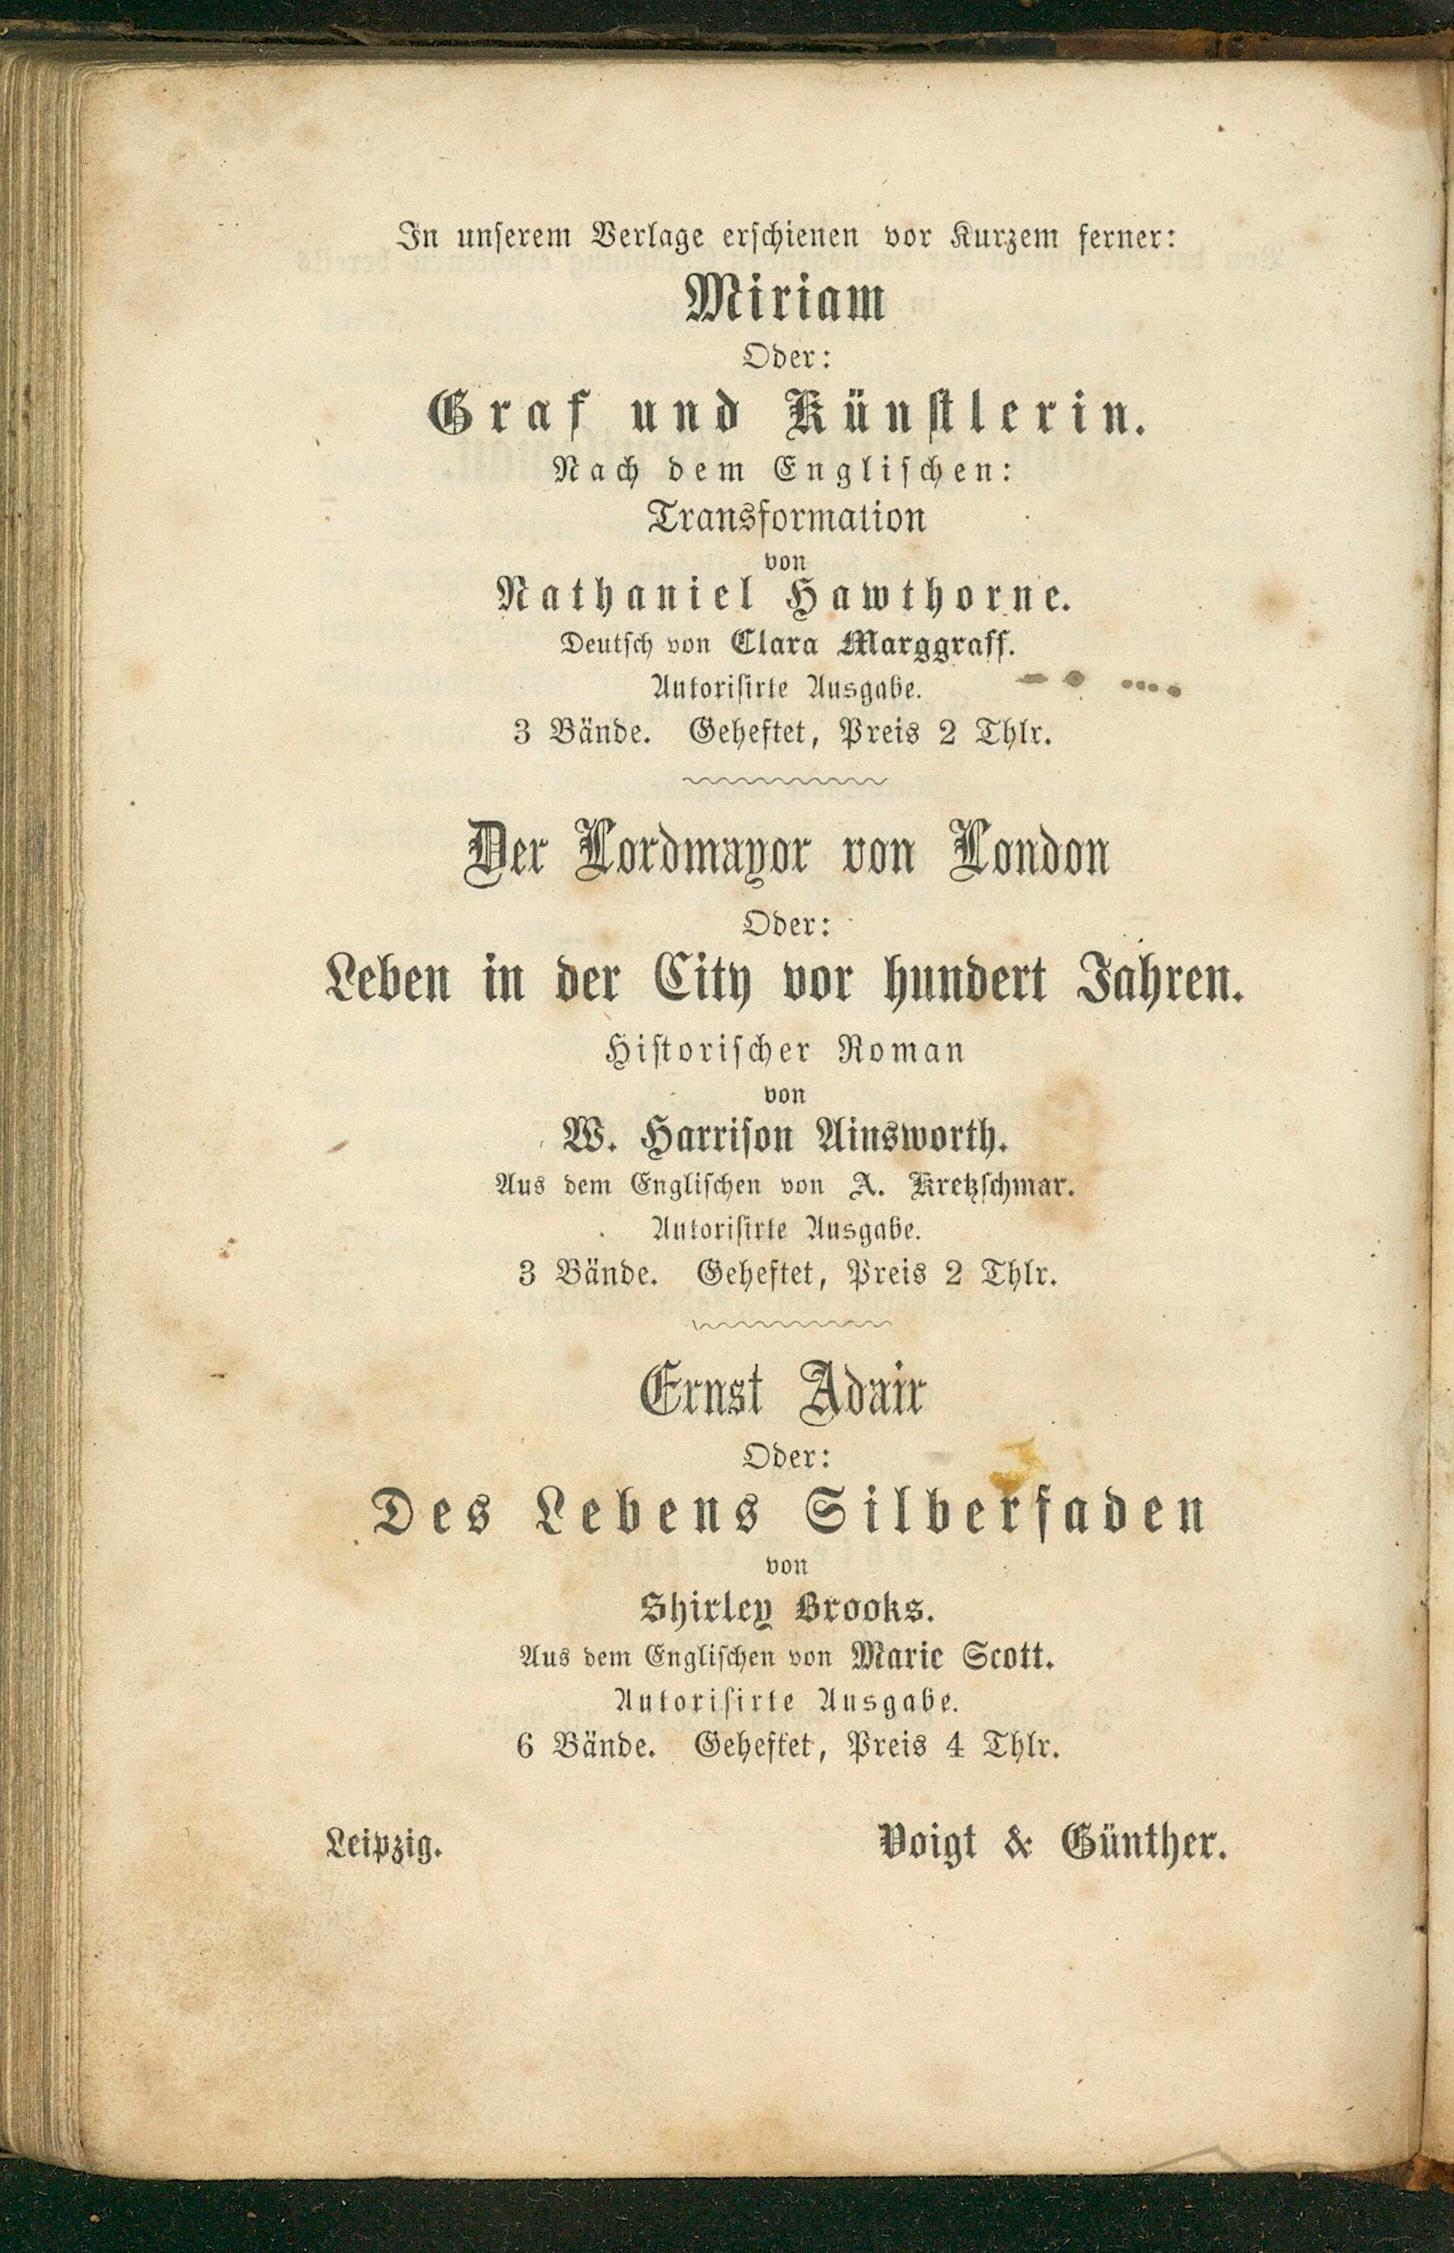 In unserem Verlage erschienen vor Kurzem ferner:
Miriam
Oder:
Graf und Künstlerin.
Nach dem Englischen:
Transformation
von
Nathaniel Hawthorne.
Deutsch von Clara Marggraff.
Autorisirte Ausgabe.
3 Bände. Geheftet, Preis 2 Thlr.
Der Lordmayor von London
Oder:
Leben in der City vor hundert Jahren.
Historischer Roman
von
W. Harrison Ainsworth.
Aus dem Englischen von A. Kretzschmar.
Autorisirte Ausgabe.
3 Bände. Geheftet, Preis 2 Thlr.
Ernst Adair
Oder:
Des Lebens Silberfaden
von
Shirley Brooks.
Aus dem Englischen von Marie Scott.
Autorisirte Ausgabe.
6 Bände. Geheftet, Preis 4 Thlr.
Leipzig. Voigt & Günther.